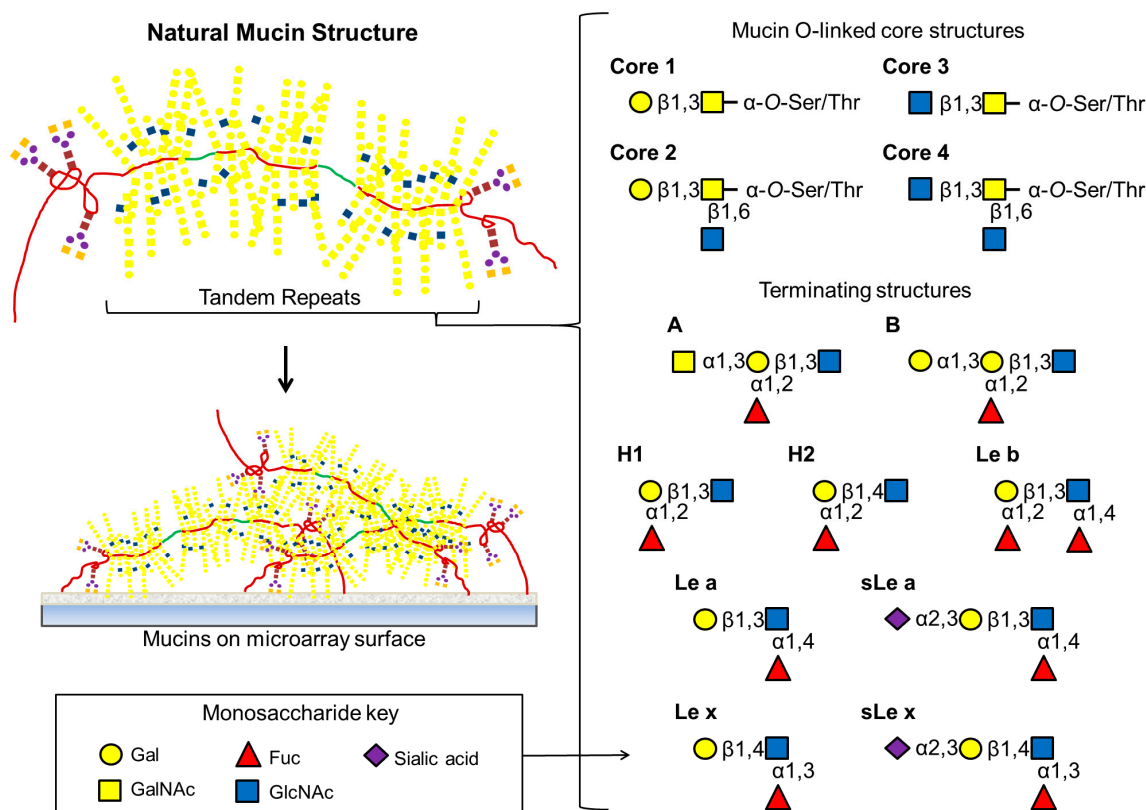 Natural Mucin Structure
Tandem Repeats
Mucins on microarray surface
Monosaccharide key
Gal
Fuc
Sialic acid
GalNAc
GlcNAc
Mucin O-linked core structures
Core 1
Core 3
β1,3 α-O-Ser/Thr
β1,3 α-O-Ser/Thr
Core 2
Core 4
β1,3 α-O-Ser/Thr
β1,6
β1,3 α-O-Ser/Thr
β1,6
Terminating structures
A
B
α1,3 β1,3
α1,2
α1,3 β1,3
α1,2
H1
H2
Le b
β1,3
α1,2
β1,4
α1,2
β1,3
α1,2 α1,4
Le a
sLe a
β1,3
α1,4
α2,3 β1,3
α1,4
Le x
sLe x
β1,4
α1,3
α2,3 β1,4
α1,3